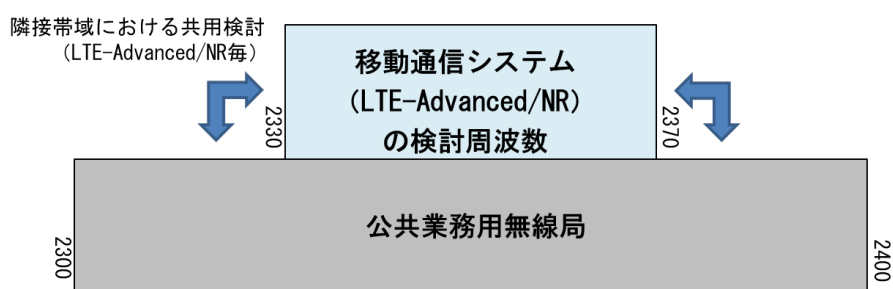 隣接帯域における共用検討
（LTE-Advanced/NR毎）
移動通信システム
（LTE-Advanced/NR）
の検討周波数
2330
2370
公共業務用無線局
2300
2400